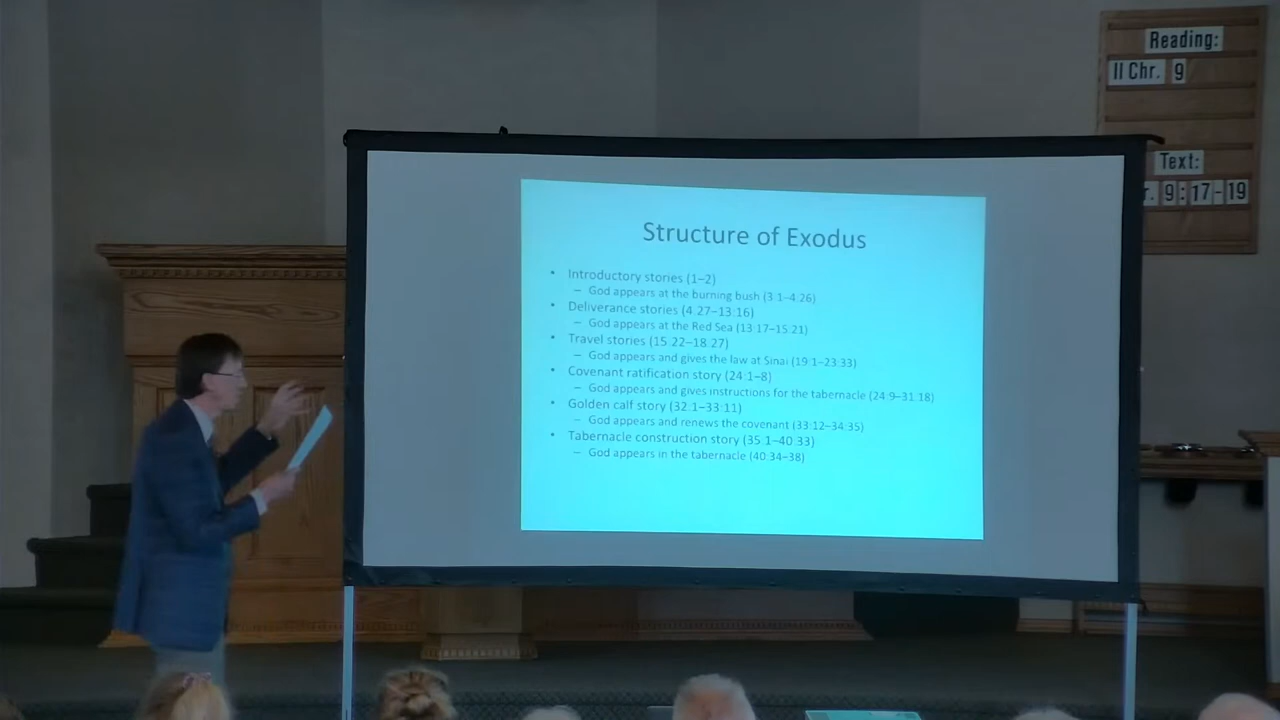 Reading:
II Chr. 9
Text:
r. 9:17-19
Structure of Exodus
• Introductory stories (1–2)
– God appears at the burning bush (3:1–4:26)
• Deliverance stories (4:27–13:16)
– God appears at the Red Sea (13:17–15:21)
• Travel stories (15:22–18:27)
– God appears and gives the law at Sinai (19:1–23:33)
• Covenant ratification story (24:1–8)
– God appears and gives instructions for the tabernacle (24:9–31:18)
• Golden calf story (32:1–33:11)
– God appears and renews the covenant (33:12–34:35)
• Tabernacle construction story (35:1–40:33)
– God appears in the tabernacle (40:34–38)